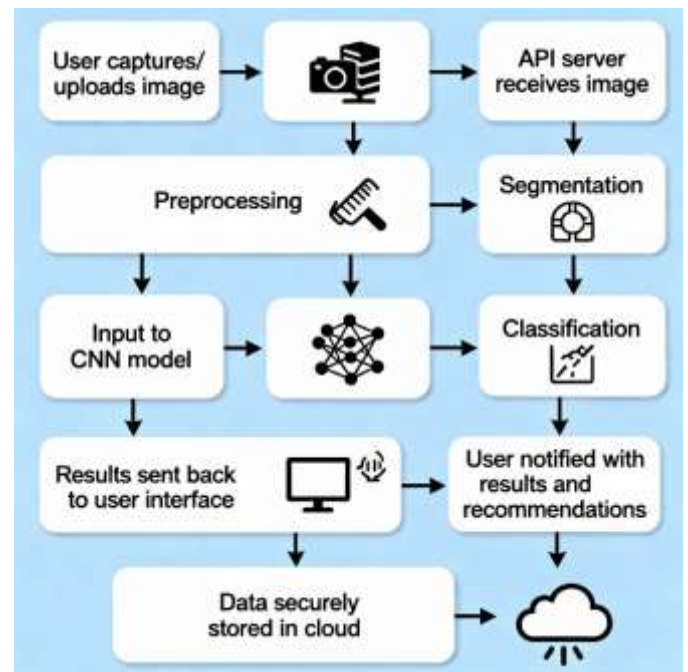 User captures/
uploads image
API server
receives image
Preprocessing
Segmentation
Input to
CNN model
Classification
Results sent back
to user interface
User notified with
results and
recommendations
Data securely
stored in cloud